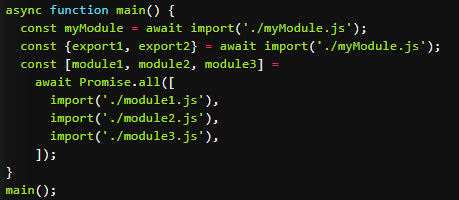 async function main() {
  const myModule = await import('./myModule.js');
  const {export1, export2} = await import('./myModule.js');
  const [module1, module2, module3] =
    await Promise.all([
      import('./module1.js'),
      import('./module2.js'),
      import('./module3.js'),
    ]);
}
main();